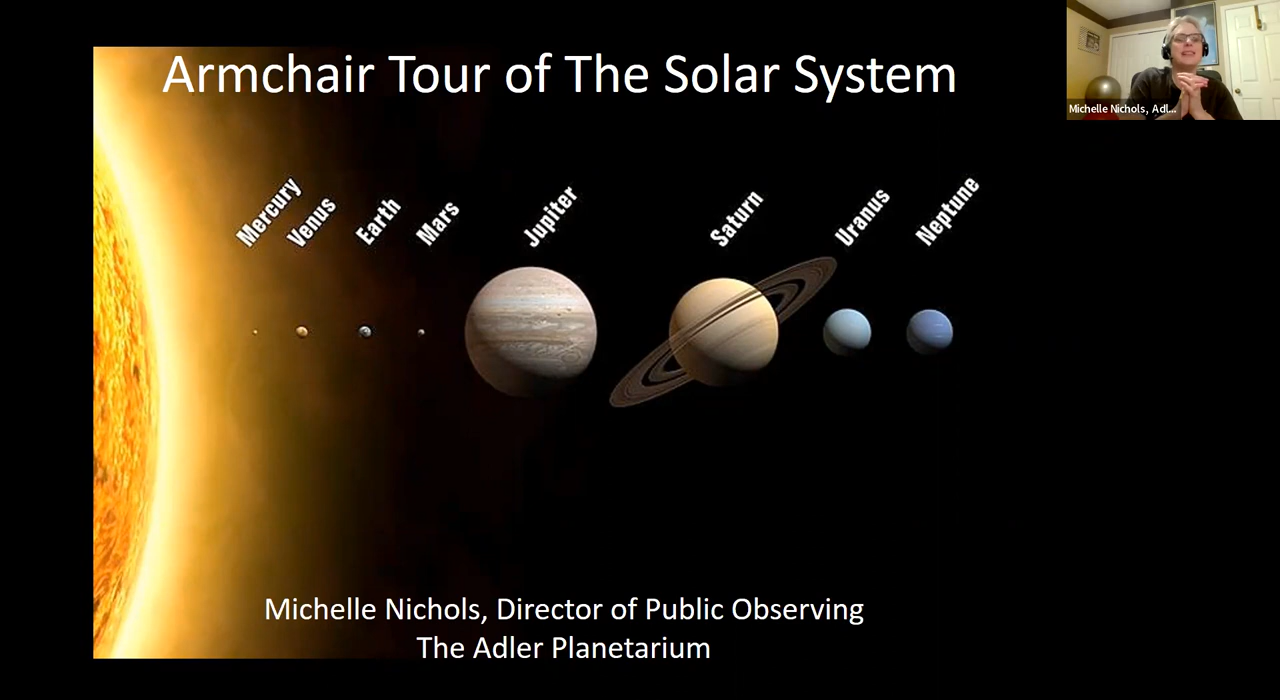 Armchair Tour of The Solar System
Michelle Nichols, Adl...
Mercury
Venus
Earth
Mars
Jupiter
Saturn
Uranus
Neptune
Michelle Nichols, Director of Public Observing
The Adler Planetarium